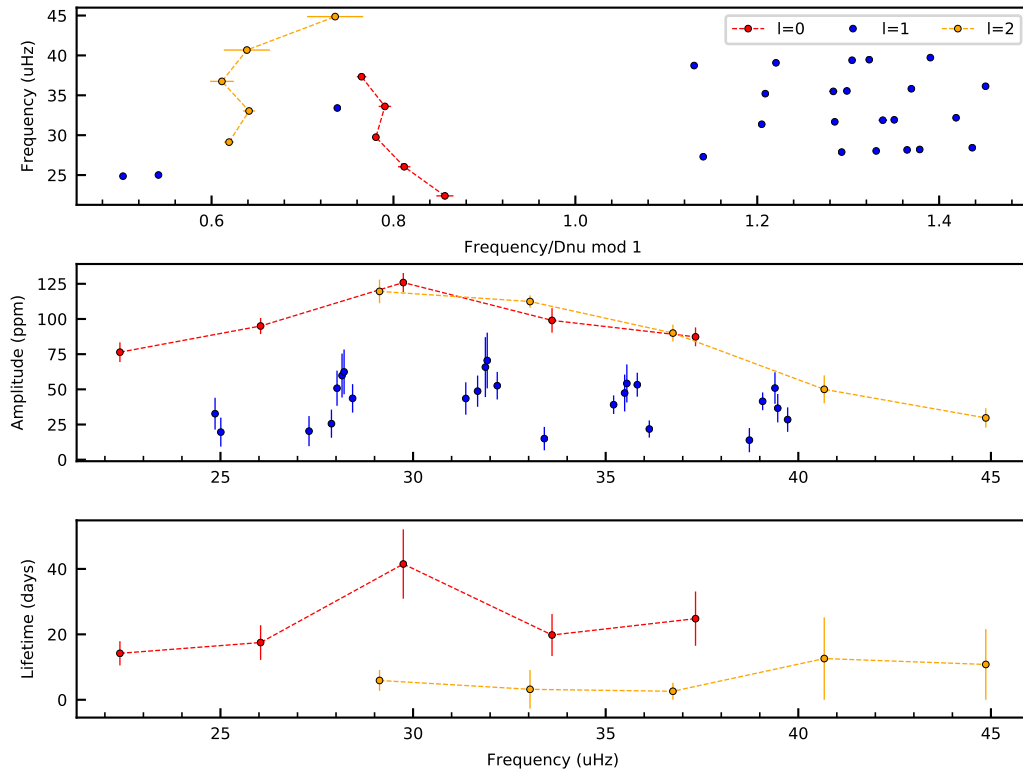 45
40
35
30
25
Frequency (uHz)
l=0 l=1 l=2
0.6 0.8 1.0 1.2 1.4
Frequency/Dnu mod 1
125
100
75
50
25
0
Amplitude (ppm)
25 30 35 40 45
40
20
0
Lifetime (days)
25 30 35 40 45
Frequency (uHz)